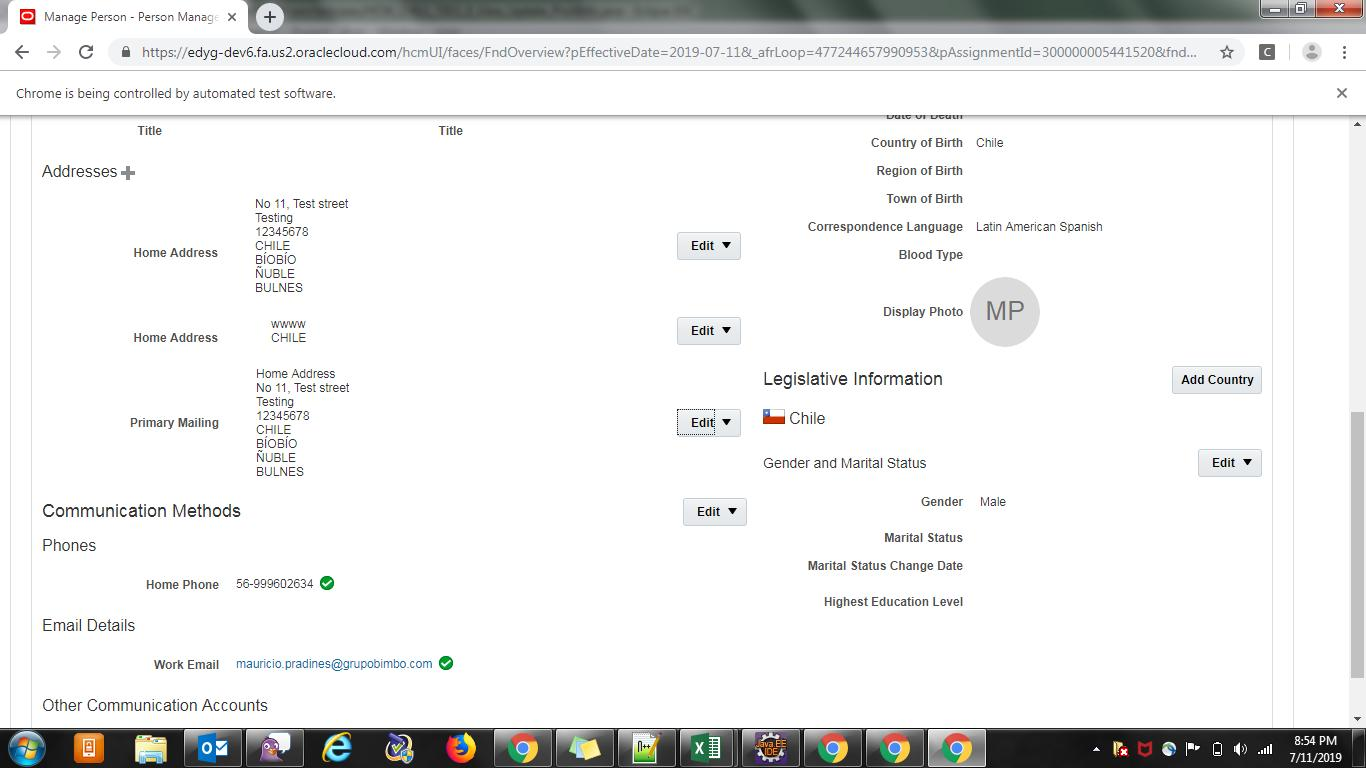 Manage Person - Person Manage
https://edyg-dev6.fa.us2.oraclecloud.com/hcmUI/faces/FndOverview?pEffectiveDate=2019-07-11&_afrLoop=477244657990953&pAssignmentId=300000005441520&fnd...
C
Chrome is being controlled by automated test software.
Title
Title
Addresses
Home Address
No 11, Test street
Testing
12345678
CHILE
BÍOBÍO
ÑUBLE
BULNES
Edit
Home Address
wwww
CHILE
Edit
Primary Mailing
Home Address
No 11, Test street
Testing
12345678
CHILE
BÍOBÍO
ÑUBLE
BULNES
Edit
Communication Methods
Edit
Phones
Home Phone 56-999602634
Email Details
Work Email mauricio.pradines@grupobimbo.com
Other Communication Accounts
Date of Death
Country of Birth Chile
Region of Birth
Town of Birth
Correspondence Language Latin American Spanish
Blood Type
Display Photo MP
Legislative Information
Add Country
Chile
Gender and Marital Status
Edit
Gender Male
Marital Status
Marital Status Change Date
Highest Education Level
Java EE
IDE
8:54 PM
7/11/2019